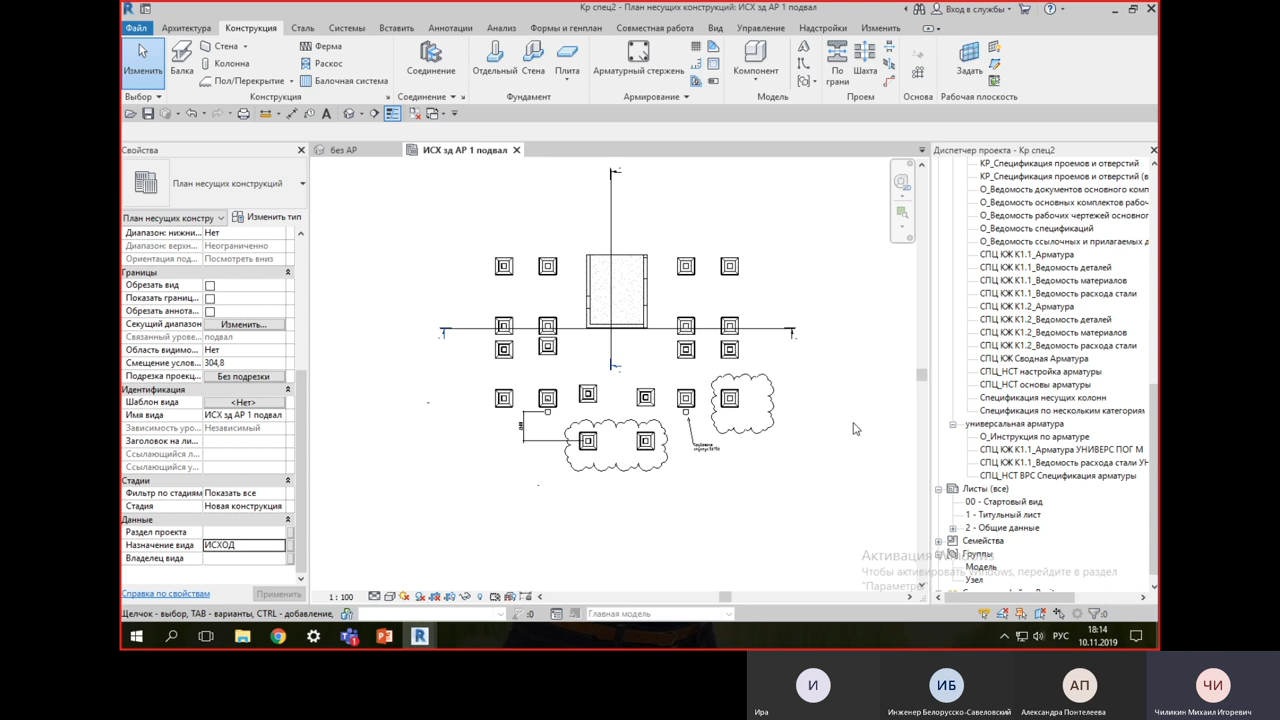 Кр спец2 - План несущих конструкций: ИСХ зд АР 1 подвал
Вход в службы
Файл Архитектура Конструкция Сталь Системы Вставить Аннотации Анализ Формы и генплан Совместная работа Вид Управление Надстройки Изменить
Изменить
Балка
Стена
Колонна
Пол/Перекрытие
Ферма
Раскос
Балочная система
Соединение
Отдельный Стена Плита
Арматурный стержень
Компонент
По грани
Шахта
Задать
Выбор Конструкция Соединение Фундамент Армирование Модель Проем Основа Рабочая плоскость
Свойства
без АР
ИСХ зд АР 1 подвал
Диспетчер проекта - Кр спец2
План несущих конструкций
План несущих констру
Изменить тип
Диапазон: нижни... Нет
Диапазон: верхн... Неограниченно
Ориентация под... Посмотреть вниз
Границы
Обрезать вид
Показать границ...
Обрезать аннота...
Секущий диапазон Изменить...
Связанный урове... подвал
Область видимо... Нет
Смещение услов... 304,8
Подрезка проекц... Без подрезки
Идентификация
Шаблон вида <Нет>
Имя вида ИСХ зд АР 1 подвал
Зависимость уро... Независимый
Заголовок на ли...
Ссылающийся л...
Ссылающийся у...
Стадии
Фильтр по стадиям Показать все
Стадия Новая конструкция
Данные
Раздел проекта
Назначение вида ИСХОД
Владелец вида
Справка по свойствам
Применить
КР_Спецификация проемов и отверстий
КР_Спецификация проемов и отверстий (в
О_Ведомость документов основного комп
О_Ведомость основных комплектов рабоч
О_Ведомость рабочих чертежей основног
О_Ведомость спецификаций
О_Ведомость ссылочных и прилагаемых д
СПЦ КЖ К1.1_Арматура
СПЦ КЖ К1.1_Ведомость деталей
СПЦ КЖ К1.1_Ведомость материалов
СПЦ КЖ К1.1_Ведомость расхода стали
СПЦ КЖ К1.2_Арматура
СПЦ КЖ К1.2_Ведомость деталей
СПЦ КЖ К1.2_Ведомость материалов
СПЦ КЖ К1.2_Ведомость расхода стали
СПЦ КЖ Сводная Арматура
СПЦ_НСТ настройка арматуры
СПЦ_НСТ основы арматуры
Спецификация несущих колонн
Спецификация по нескольким категориям
универсальная арматура
О_Инструкция по арматуре
СПЦ КЖ К1.1_Арматура УНИВЕРС ПОГ М
СПЦ КЖ К1.1_Ведомость расхода стали УН
СПЦ_НСТ ВРС Спецификация арматуры
Листы (все)
00 - Стартовый вид
1 - Титульный лист
2 - Общие данные
Семейства
Группы
Модель
Узел
Активация Windows
Чтобы активировать Windows, перейдите в раздел
"Параметры
1 : 100
Щелчок - выбор, TAB - варианты, CTRL - добавление,
:0
Главная модель
:0
РУС
18:14
10.11.2019
И
ИБ
АП
ЧИ
Ира
Инженер Белорусско-Савеловский
Александра Понтелеева
Чиликин Михаил Игоревич